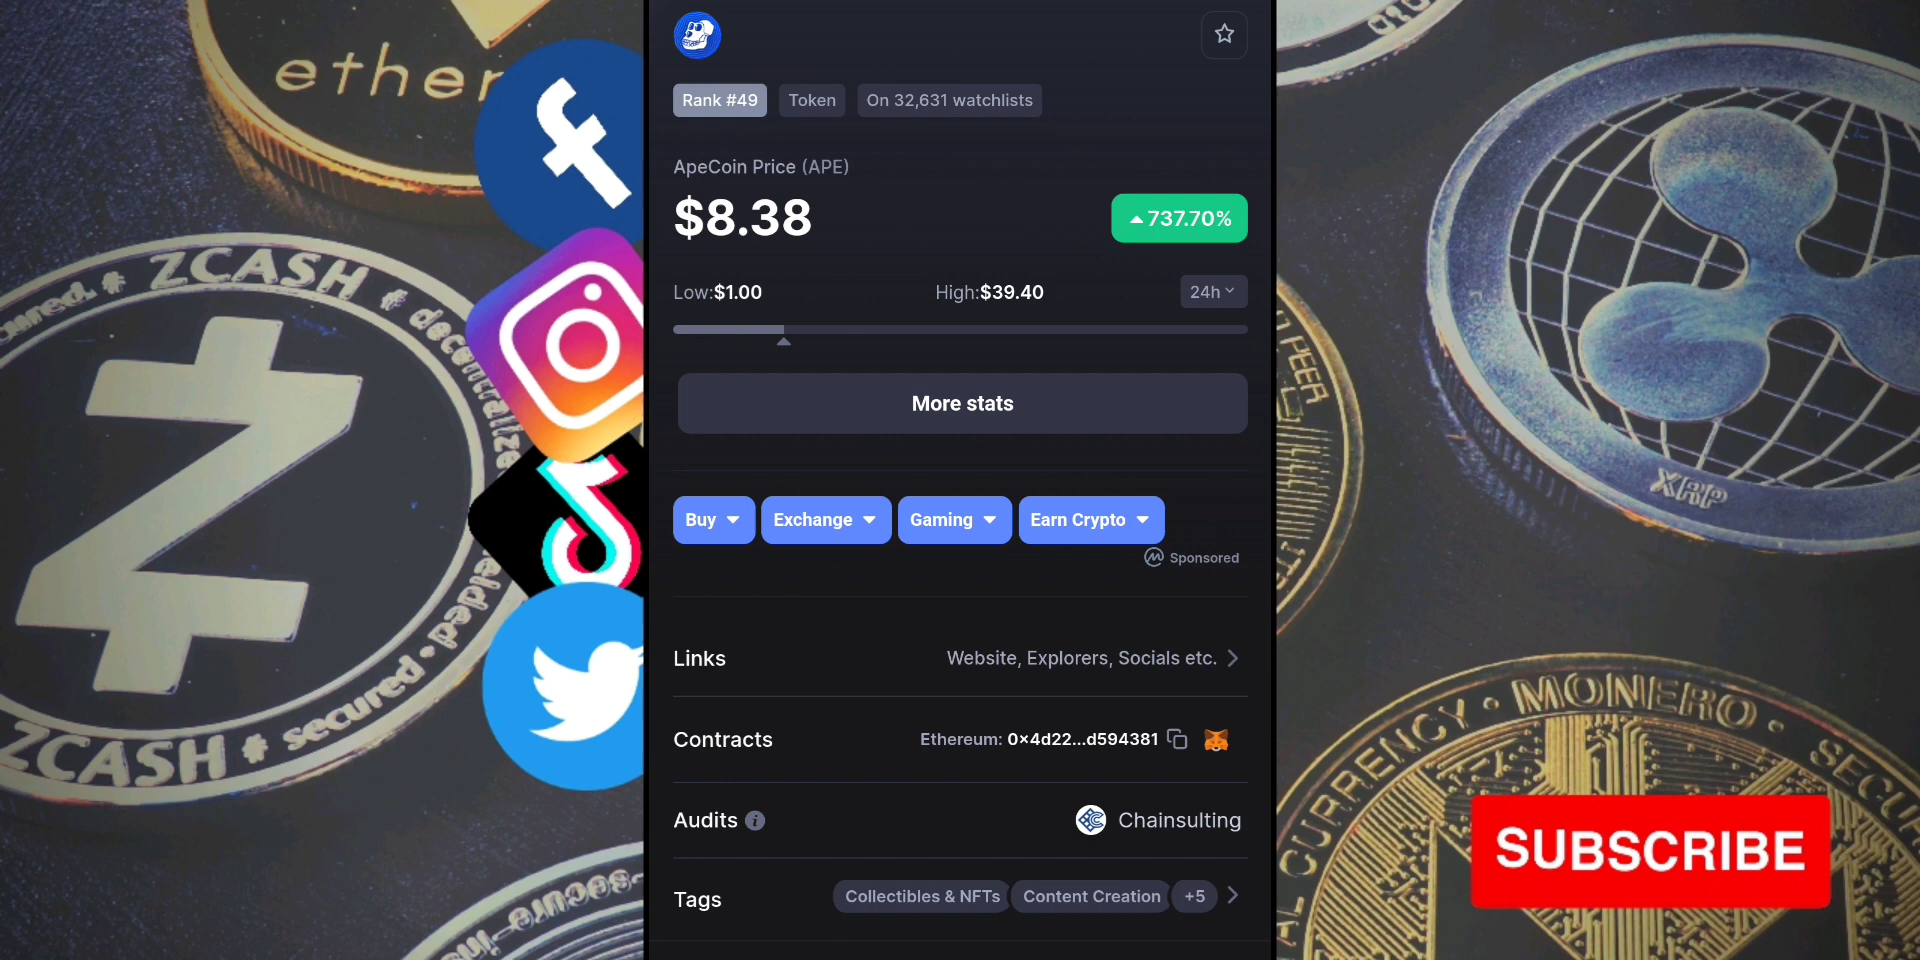 ether
Rank #49
Token
On 32,631 watchlists
ApeCoin Price (APE)
$8.38
737.70%
Low:$1.00
High:$39.40
24h
More stats
Buy
Exchange
Gaming
Earn Crypto
Sponsored
Links
Website, Explorers, Socials etc.
Contracts
Ethereum: 0x4d22...d594381
Audits
Chainsulting
Tags
Collectibles & NFTs
Content Creation
+5
ZCASH
ZCASH
secured
XRP
PEER
CURRENCY • MONERO •
SUBSCRIBE